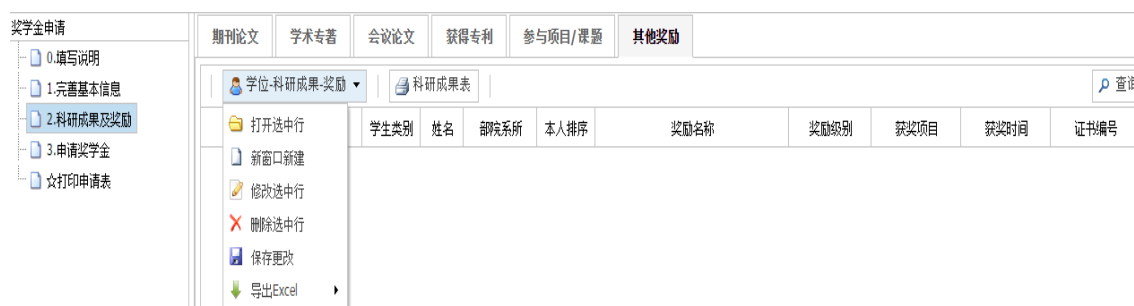 奖学金申请
0.填写说明
1.完善基本信息
2.科研成果及奖励
3.申请奖学金
☆打印申请表
期刊论文 学术专著 会议论文 获得专利 参与项目/课题 其他奖励
学位-科研成果-奖励 科研成果表 查询
学生类别 姓名 部院系所 本人排序 奖励名称 奖励级别 获奖项目 获奖时间 证书编号
打开选中行
新窗口新建
修改选中行
删除选中行
保存更改
导出Excel